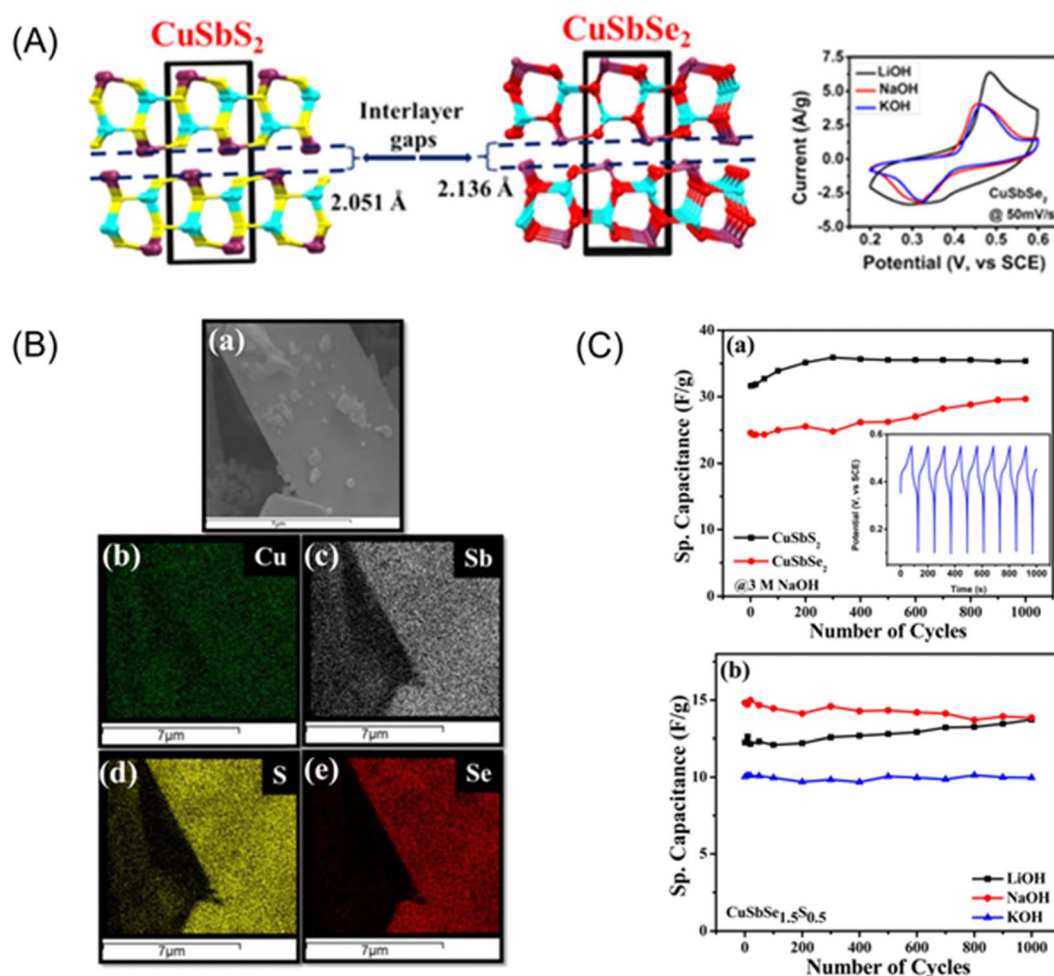 (A)
CuSbS2
CuSbSe2
Interlayer
gaps
2.051 Å
2.136 Å
Current (A/g)
7.5
5.0
2.5
0.0
-2.5
-5.0
LiOH
NaOH
KOH
CuSbSe2
@ 50mV/s
0.2 0.3 0.4 0.5 0.6
Potential (V, vs SCE)
(B)
(a)
7µm
(b) Cu
7µm
(c) Sb
7µm
(d) S
7µm
(e) Se
7µm
(C)
(a)
Sp. Capacitance (F/g)
40
30
20
10
0
CuSbS2
CuSbSe2
@3 M NaOH
Potential (V, vs SCE)
0.6
0.4
0.2
0 200 400 600 800 1000
Time (s)
0 200 400 600 800 1000
Number of Cycles
(b)
Sp. Capacitance (F/g)
15
10
5
0
LiOH
NaOH
KOH
CuSbSe1.5S0.5
0 200 400 600 800 1000
Number of Cycles